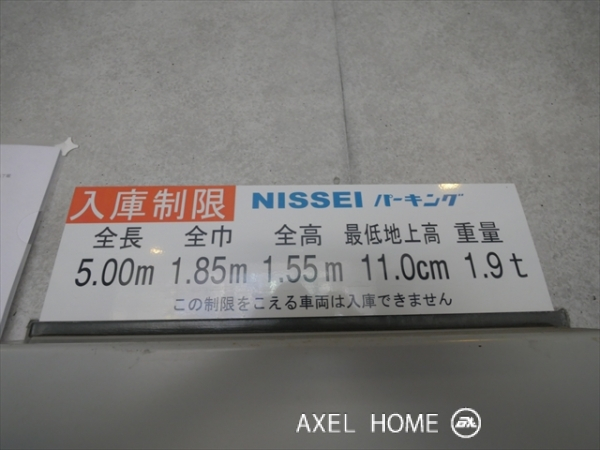 入庫制限 NISSEI パーキング
全長 全巾 全高 最低地上高 重量
5.00m 1.85m 1.55m 11.0cm 1.9t
この制限をこえる車両は入庫できません
AXEL HOME